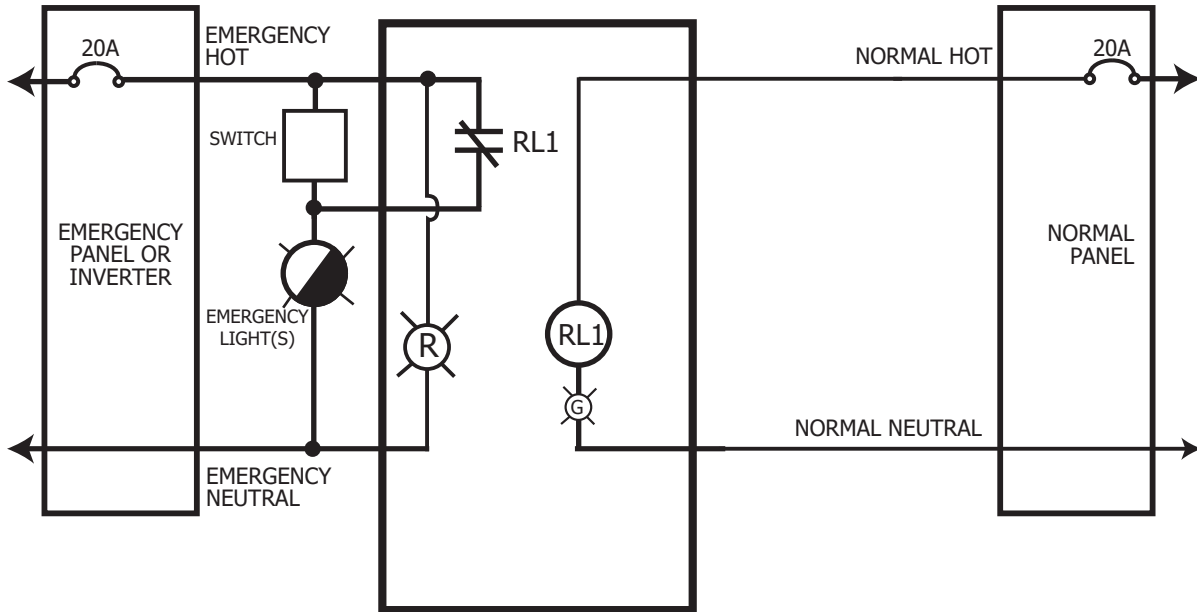 20A
EMERGENCY
HOT
NORMAL HOT
20A
SWITCH
RL1
EMERGENCY
PANEL OR
INVERTER
NORMAL
PANEL
EMERGENCY
LIGHT(S)
R
RL1
G
NORMAL NEUTRAL
EMERGENCY
NEUTRAL